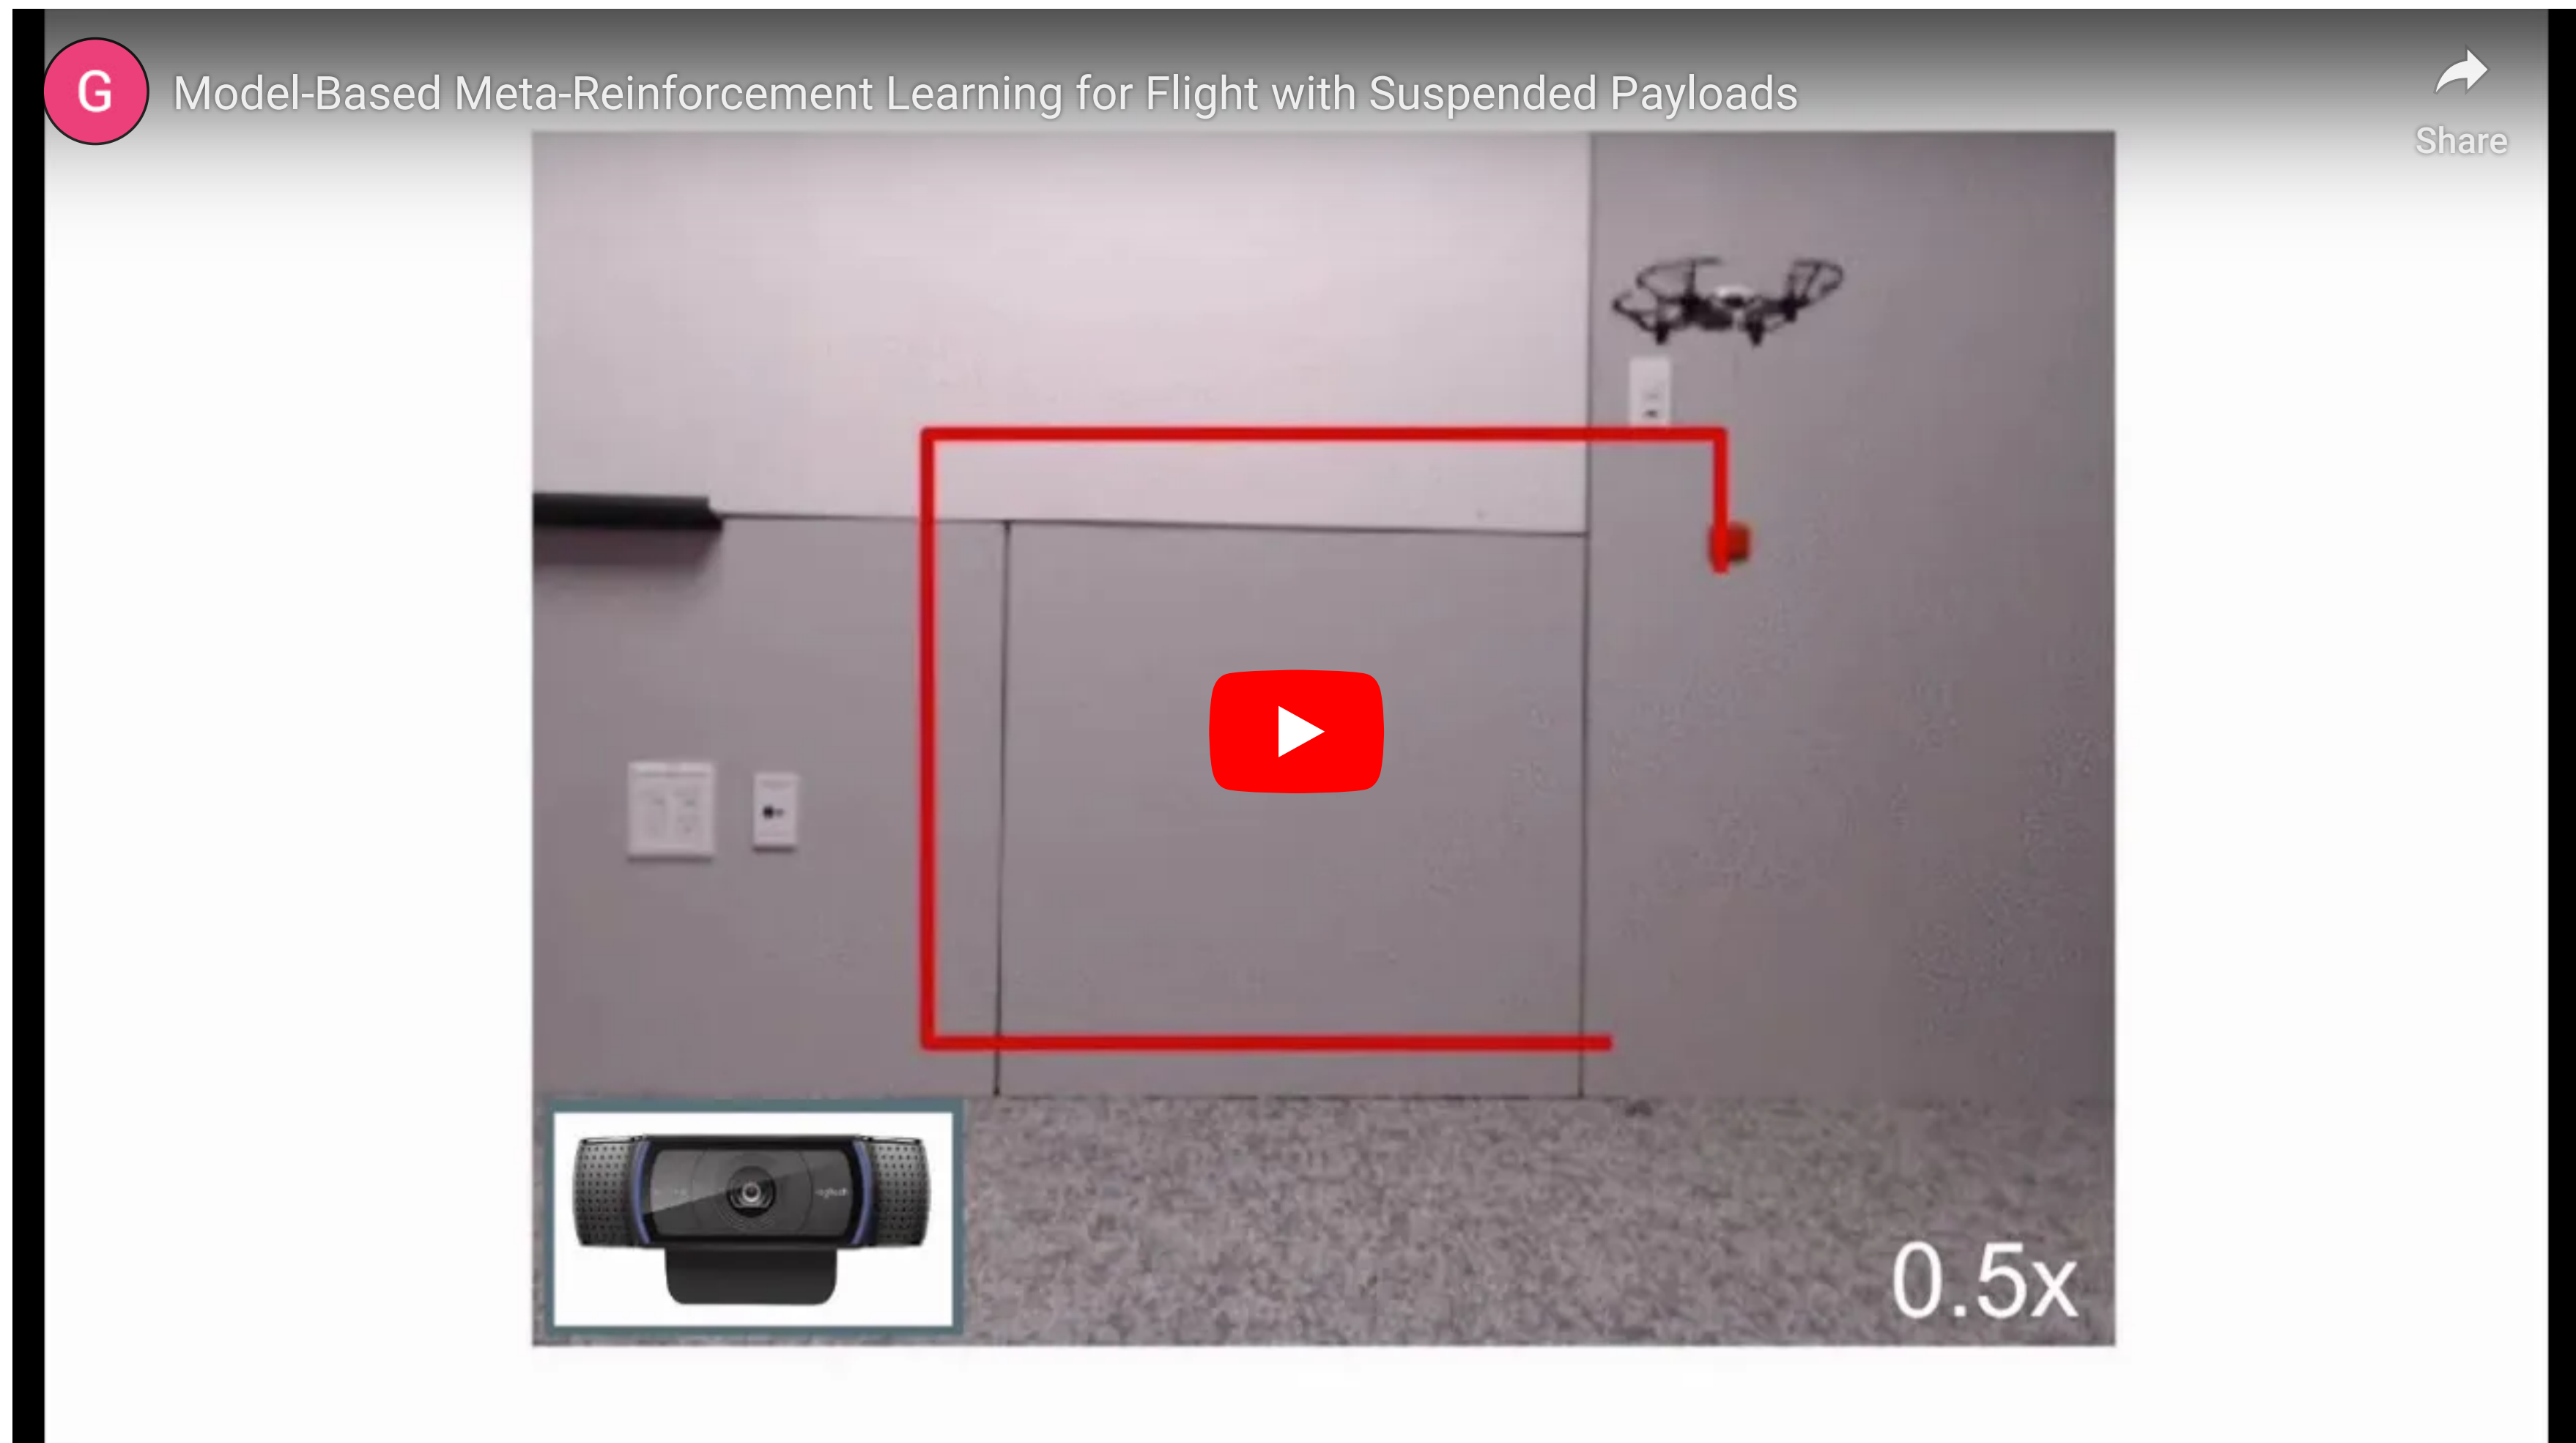 G
Model-Based Meta-Reinforcement Learning for Flight with Suspended Payloads
Share
0.5x